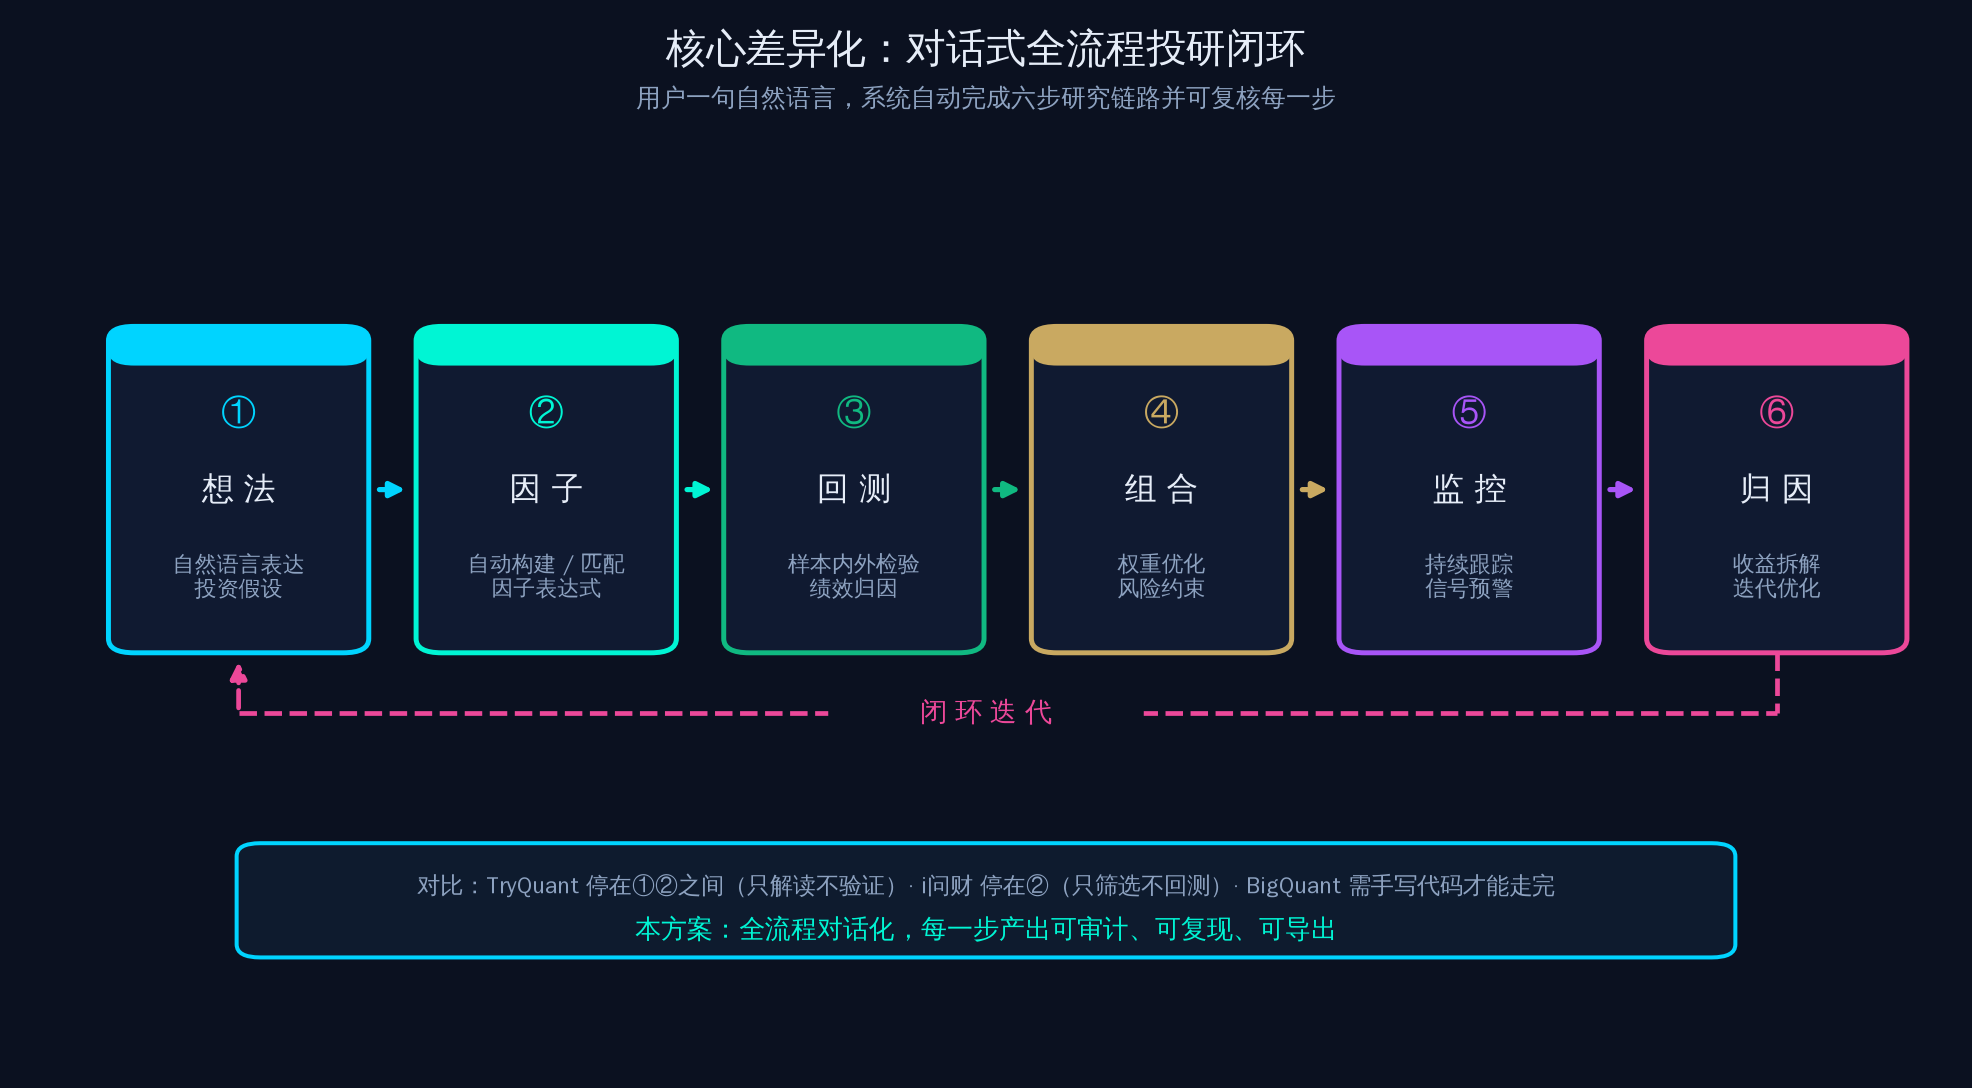 核心差异化：对话式全流程投研闭环
用户一句自然语言，系统自动完成六步研究链路并可复核每一步
①
想 法
自然语言表达
投资假设
②
因 子
自动构建 / 匹配
因子表达式
③
回 测
样本内外检验
绩效归因
④
组 合
权重优化
风险约束
⑤
监 控
持续跟踪
信号预警
⑥
归 因
收益拆解
迭代优化
闭 环 迭 代
对比：TryQuant 停在①②之间（只解读不验证）· i问财 停在②（只筛选不回测）· BigQuant 需手写代码才能走完
本方案：全流程对话化，每一步产出可审计、可复现、可导出